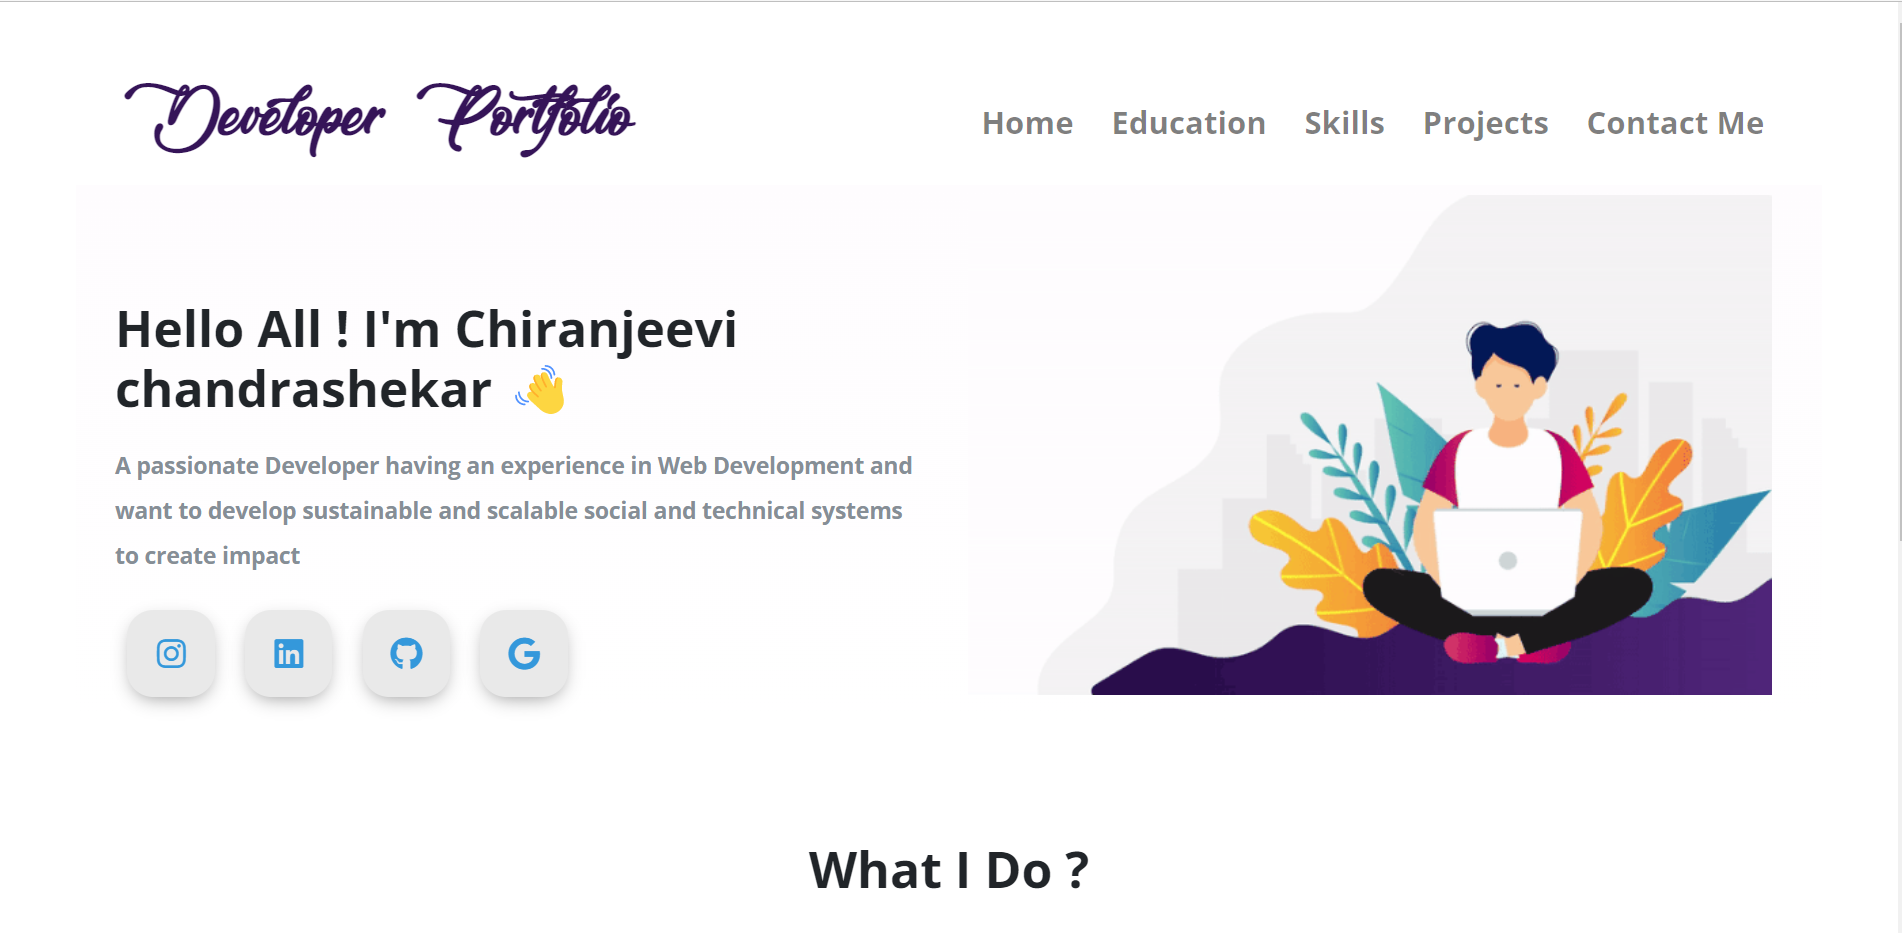 Developer Portfolio
Home Education Skills Projects Contact Me
Hello All ! I'm Chiranjeevi
chandrashekar 👋
A passionate Developer having an experience in Web Development and
want to develop sustainable and scalable social and technical systems
to create impact
What I Do ?